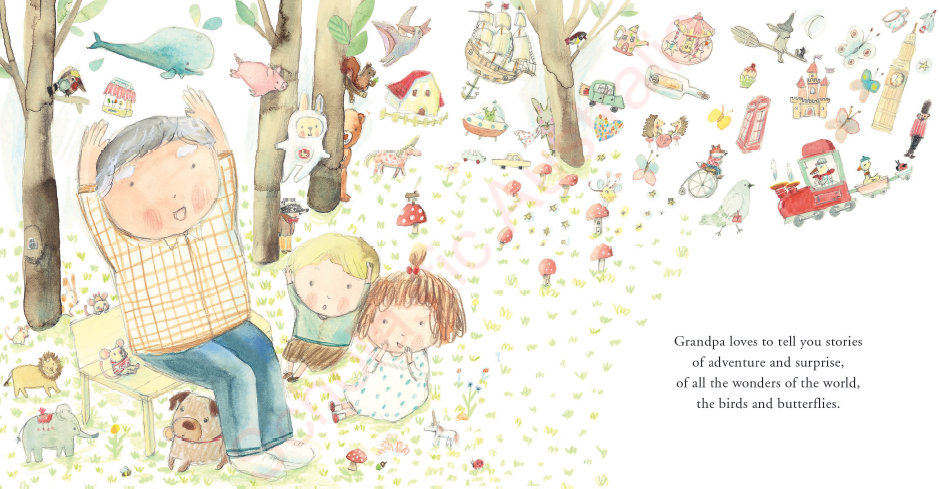 Grandpa loves to tell you stories
of adventure and surprise,
of all the wonders of the world,
the birds and butterflies.